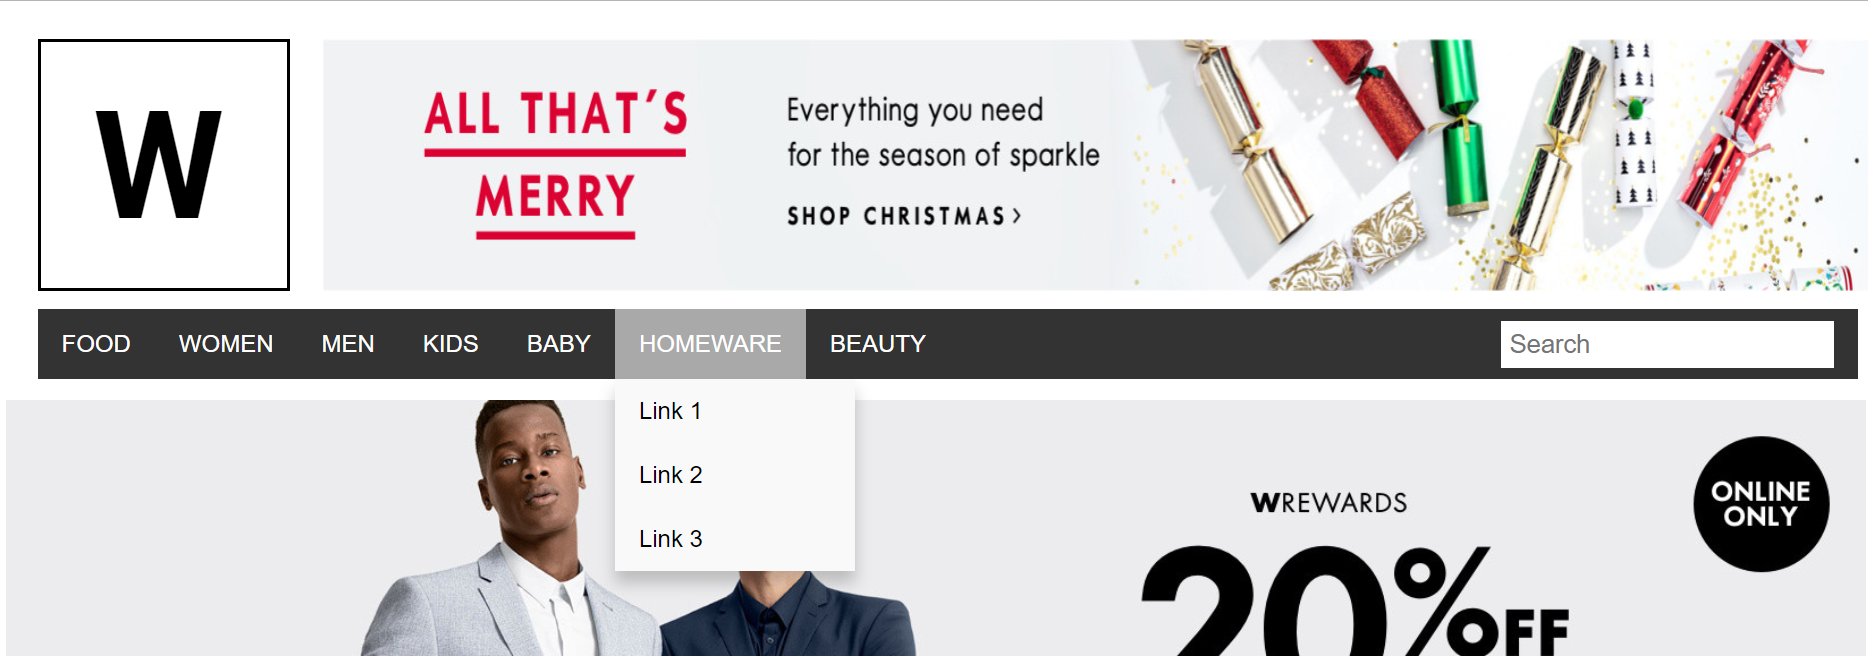 W
ALL THAT'S
MERRY
Everything you need
for the season of sparkle
SHOP CHRISTMAS >
FOOD WOMEN MEN KIDS BABY HOMEWARE BEAUTY Search
Link 1
Link 2
Link 3
WREWARDS
20% OFF
ONLINE
ONLY